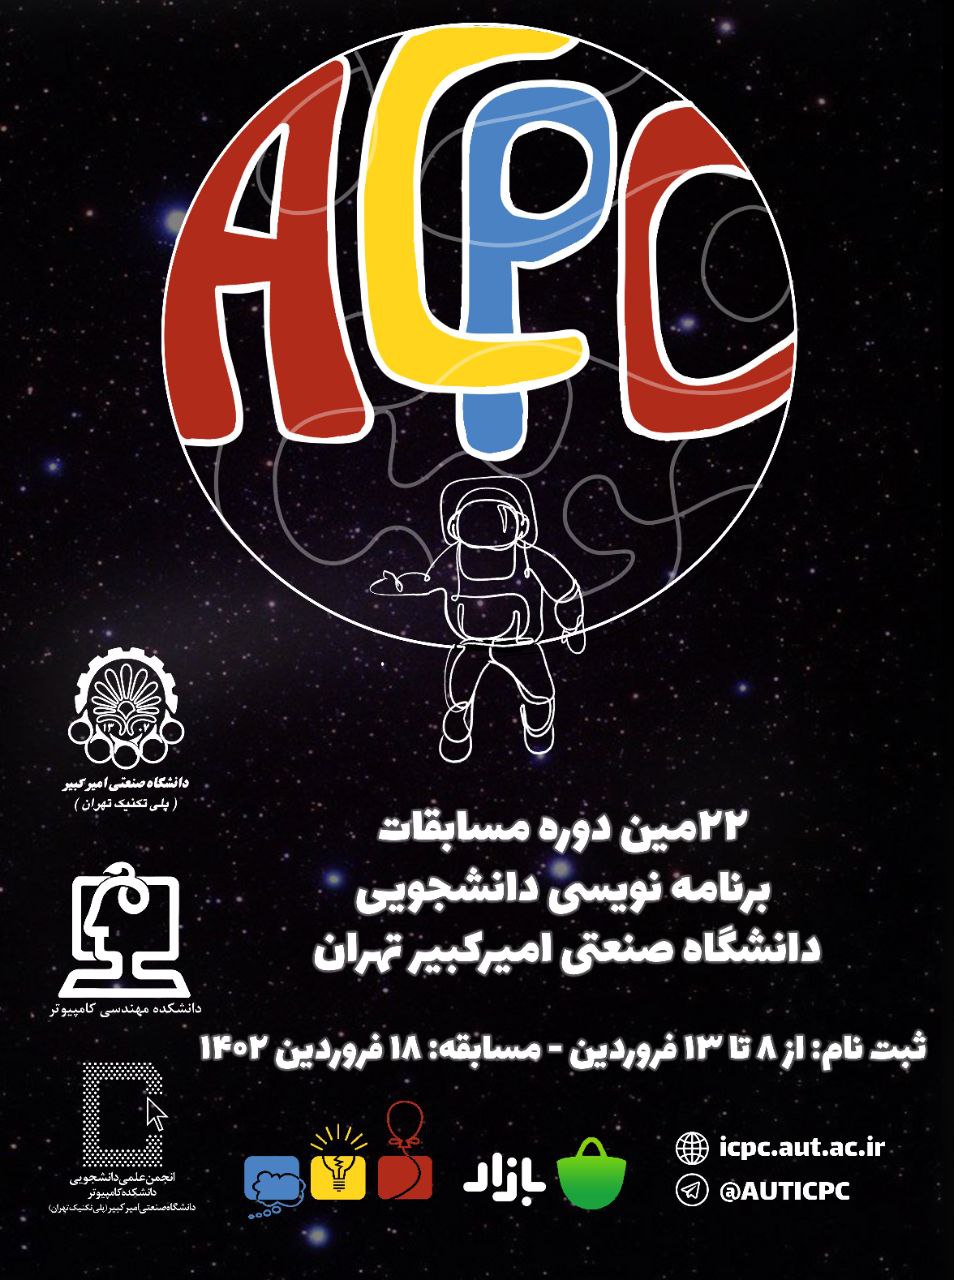 ACPC
۱۳۰۷
دانشگاه صنعتی امیرکبیر
( پلی تکنیک تهران )
۲۲مین دوره مسابقات
برنامه نویسی دانشجویی
دانشگاه صنعتی امیرکبیر تهران
دانشکده مهندسی کامپیوتر
ثبت نام: از ۸ تا ۱۳ فروردین - مسابقه: ۱۸ فروردین ۱۴۰۲
انجمن علمی دانشجویی
دانشکده کامپیوتر
دانشگاه صنعتی امیرکبیر (پلی تکنیک تهران)
بازار
icpc.aut.ac.ir
@AUTICPC